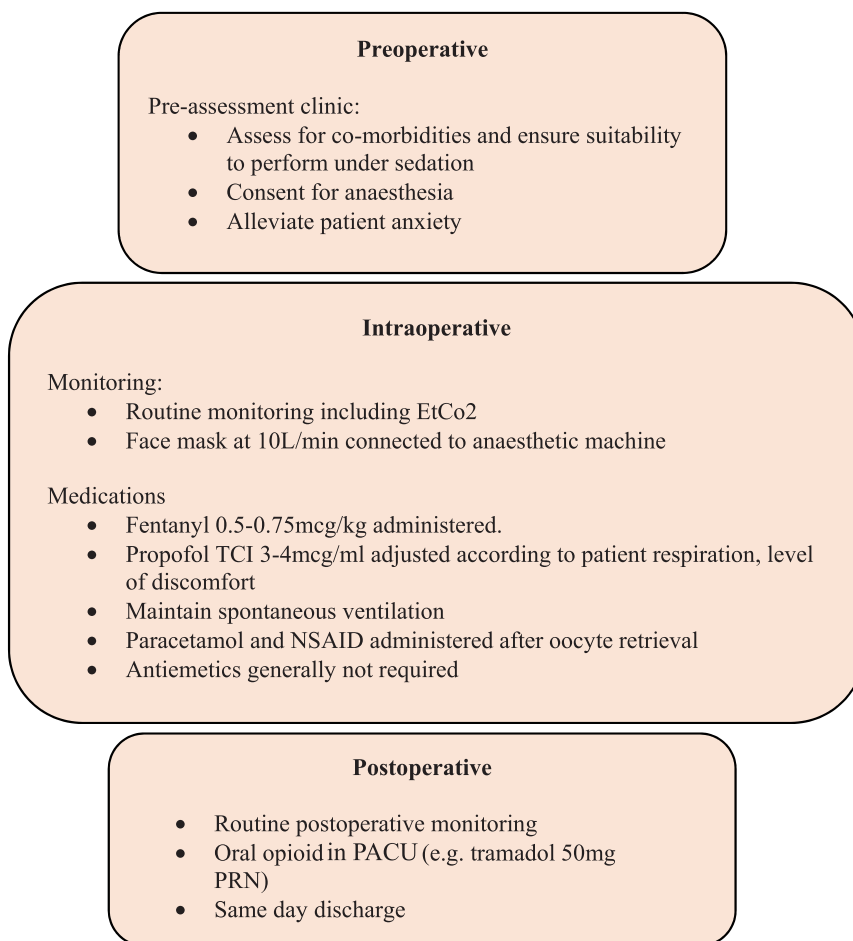 Preoperative
Pre-assessment clinic:
• Assess for co-morbidities and ensure suitability
to perform under sedation
• Consent for anaesthesia
• Alleviate patient anxiety
Intraoperative
Monitoring:
• Routine monitoring including EtCo2
• Face mask at 10L/min connected to anaesthetic machine
Medications
• Fentanyl 0.5-0.75mcg/kg administered.
• Propofol TCI 3-4mcg/ml adjusted according to patient respiration, level
of discomfort
• Maintain spontaneous ventilation
• Paracetamol and NSAID administered after oocyte retrieval
• Antiemetics generally not required
Postoperative
• Routine postoperative monitoring
• Oral opioid in PACU (e.g. tramadol 50mg
PRN)
• Same day discharge